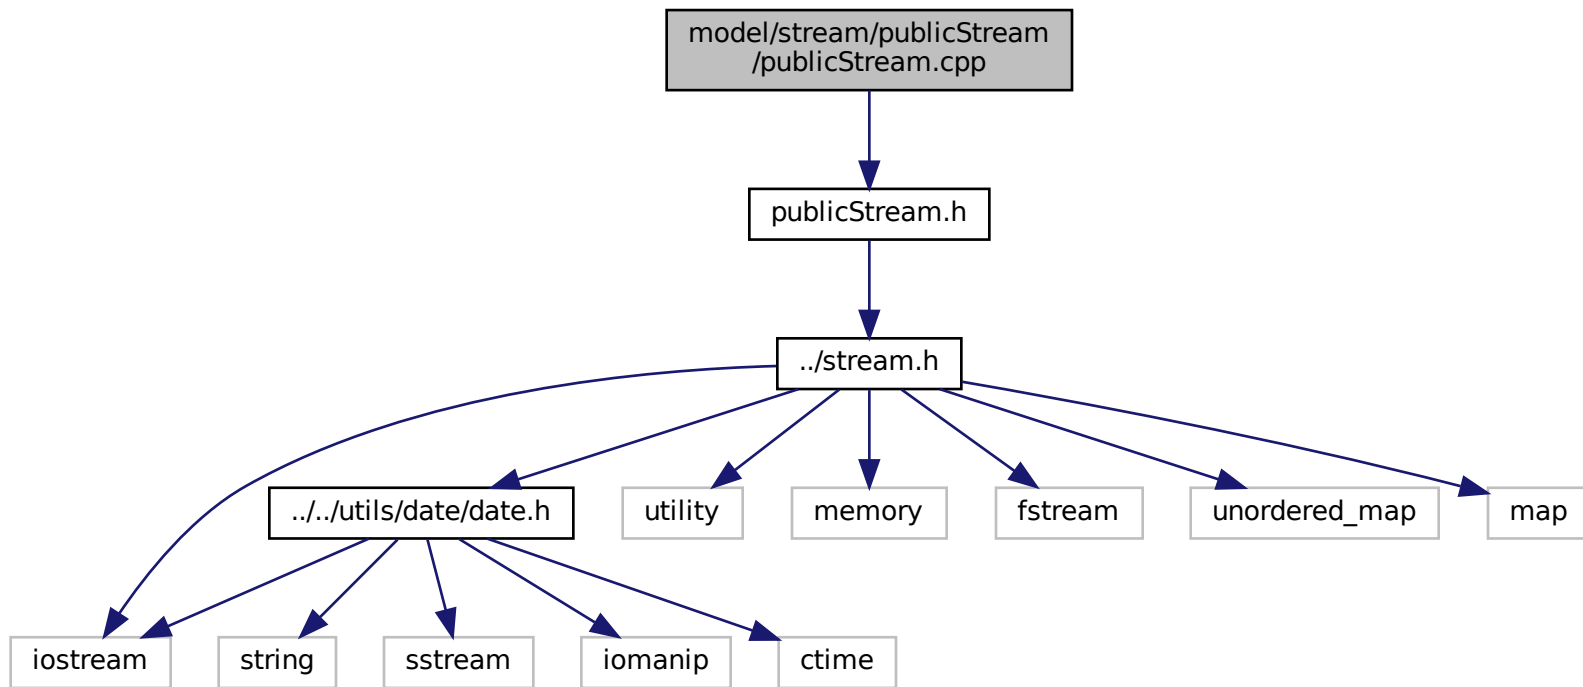 model/stream/publicStream
/publicStream.cpp
publicStream.h
../stream.h
../../utils/date/date.h
utility
memory
fstream
unordered_map
map
iostream
string
sstream
iomanip
ctime